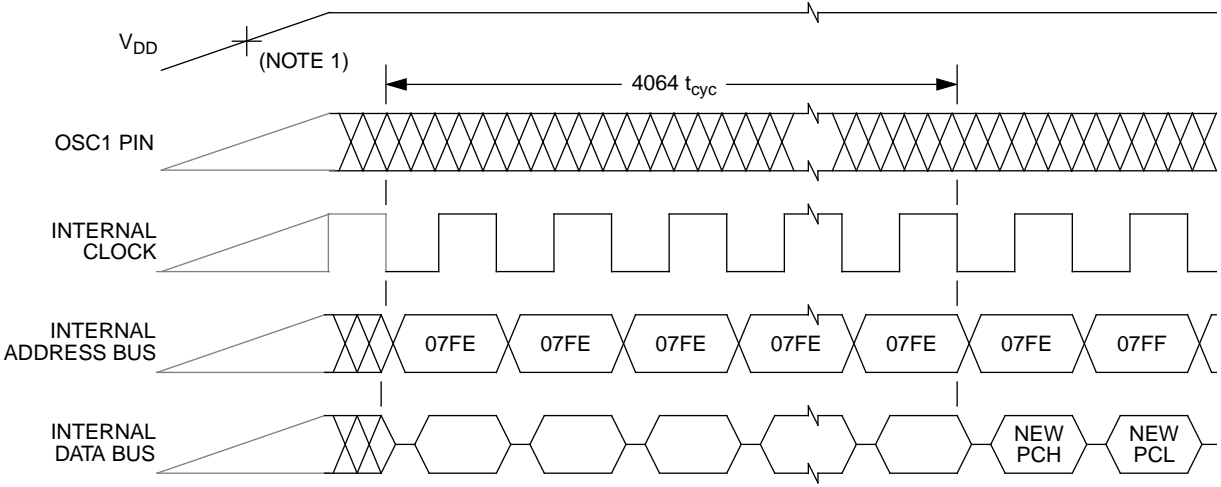 V_DD
(NOTE 1)
4064 t_cyc
OSC1 PIN
INTERNAL
CLOCK
INTERNAL
ADDRESS BUS
07FE 07FE 07FE 07FE 07FE 07FE 07FF
INTERNAL
DATA BUS
NEW
PCH
NEW
PCL